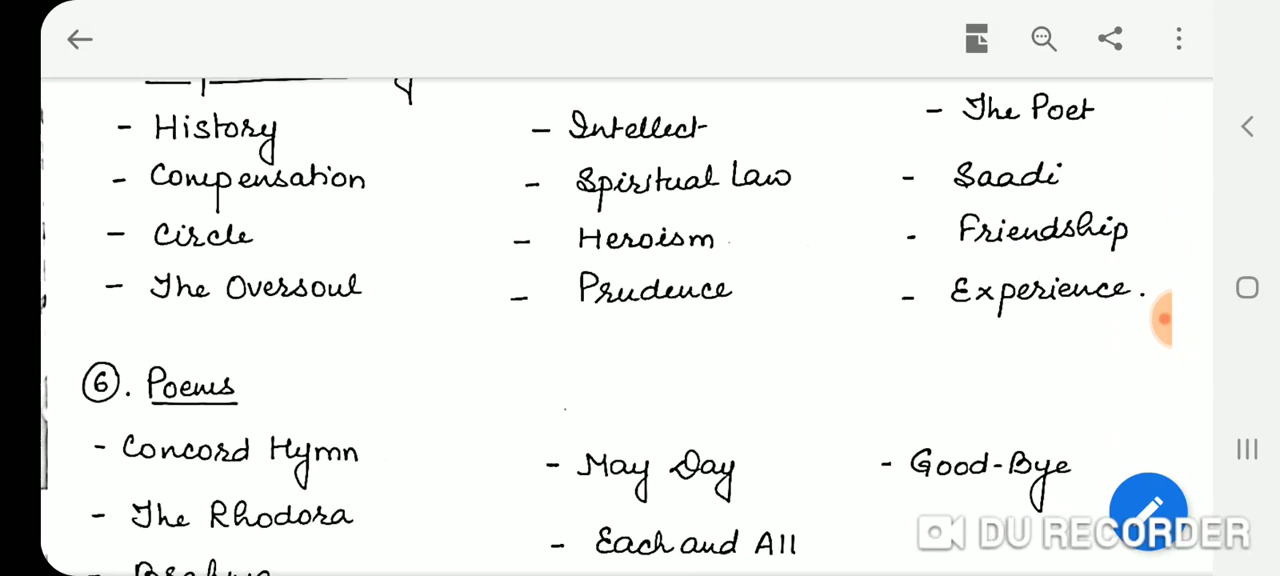 - History - Intellect - The Poet
- Compensation - Spiritual Law - Saadi
- Circle - Heroism - Friendship
- The Oversoul - Prudence - Experience.
6. Poems
- Concord Hymn - May Day - Good-Bye
- The Rhodora - Each and All
- Brahma
DU RECORDER